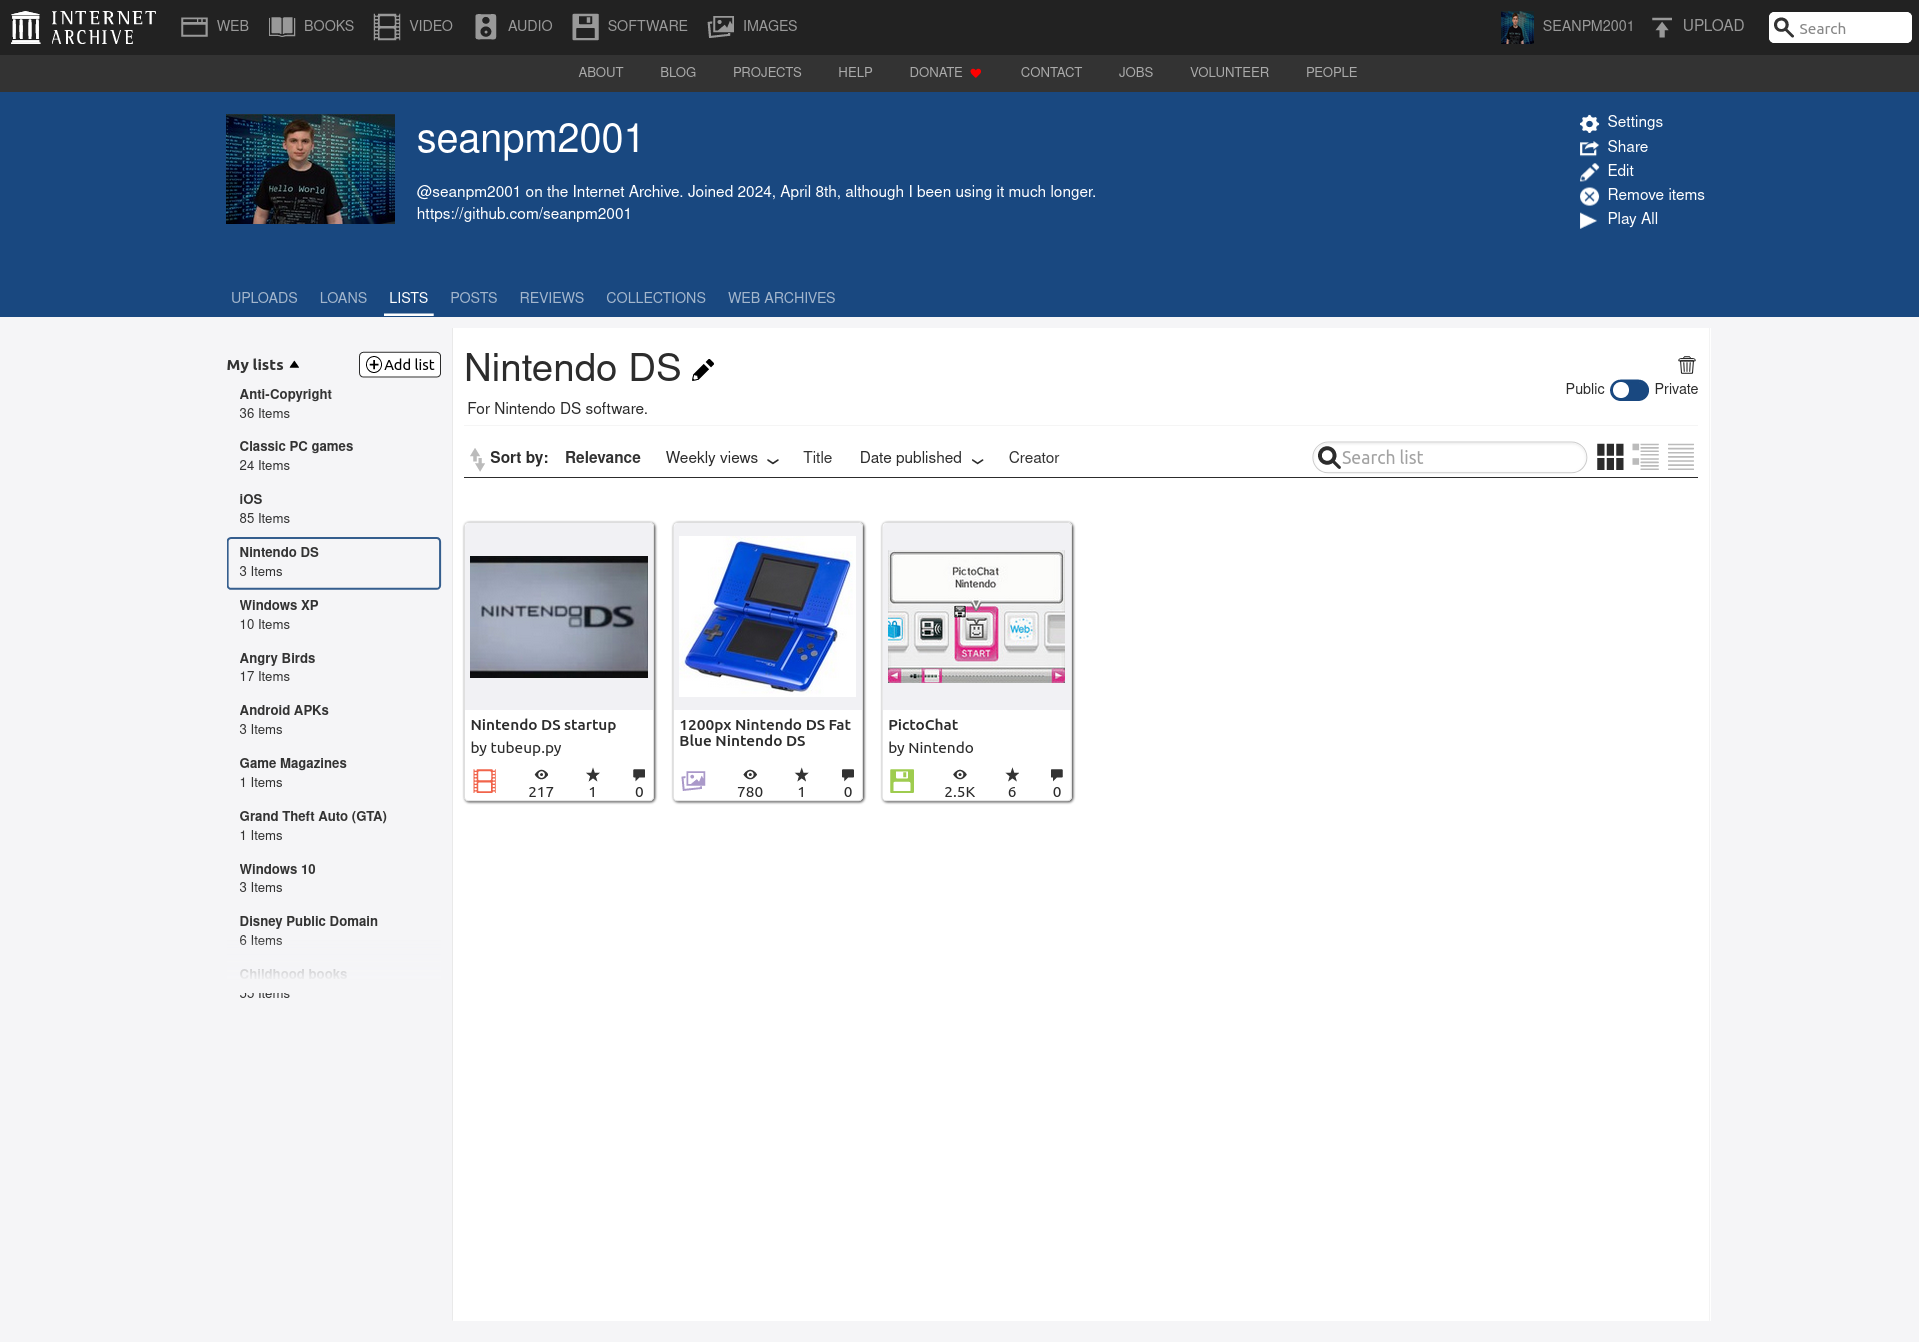 INTERNET ARCHIVE
WEB BOOKS VIDEO AUDIO SOFTWARE IMAGES SEANPM2001 UPLOAD Search
ABOUT BLOG PROJECTS HELP DONATE CONTACT JOBS VOLUNTEER PEOPLE
Hello World
seanpm2001
@seanpm2001 on the Internet Archive. Joined 2024, April 8th, although I been using it much longer.
https://github.com/seanpm2001
Settings
Share
Edit
Remove items
Play All
UPLOADS LOANS LISTS POSTS REVIEWS COLLECTIONS WEB ARCHIVES
My lists Add list
Anti-Copyright
36 Items
Classic PC games
24 Items
iOS
85 Items
Nintendo DS
3 Items
Windows XP
10 Items
Angry Birds
17 Items
Android APKs
3 Items
Game Magazines
1 Items
Grand Theft Auto (GTA)
1 Items
Windows 10
3 Items
Disney Public Domain
6 Items
Childhood books
Items
Nintendo DS
For Nintendo DS software.
Public Private
Sort by: Relevance Weekly views Title Date published Creator
Search list
NINTENDO DS
Nintendo DS startup
by tubeup.py
217 1 0
1200px Nintendo DS Fat
Blue Nintendo DS
780 1 0
PictoChat
Nintendo
Web
START
PictoChat
by Nintendo
2.5K 6 0